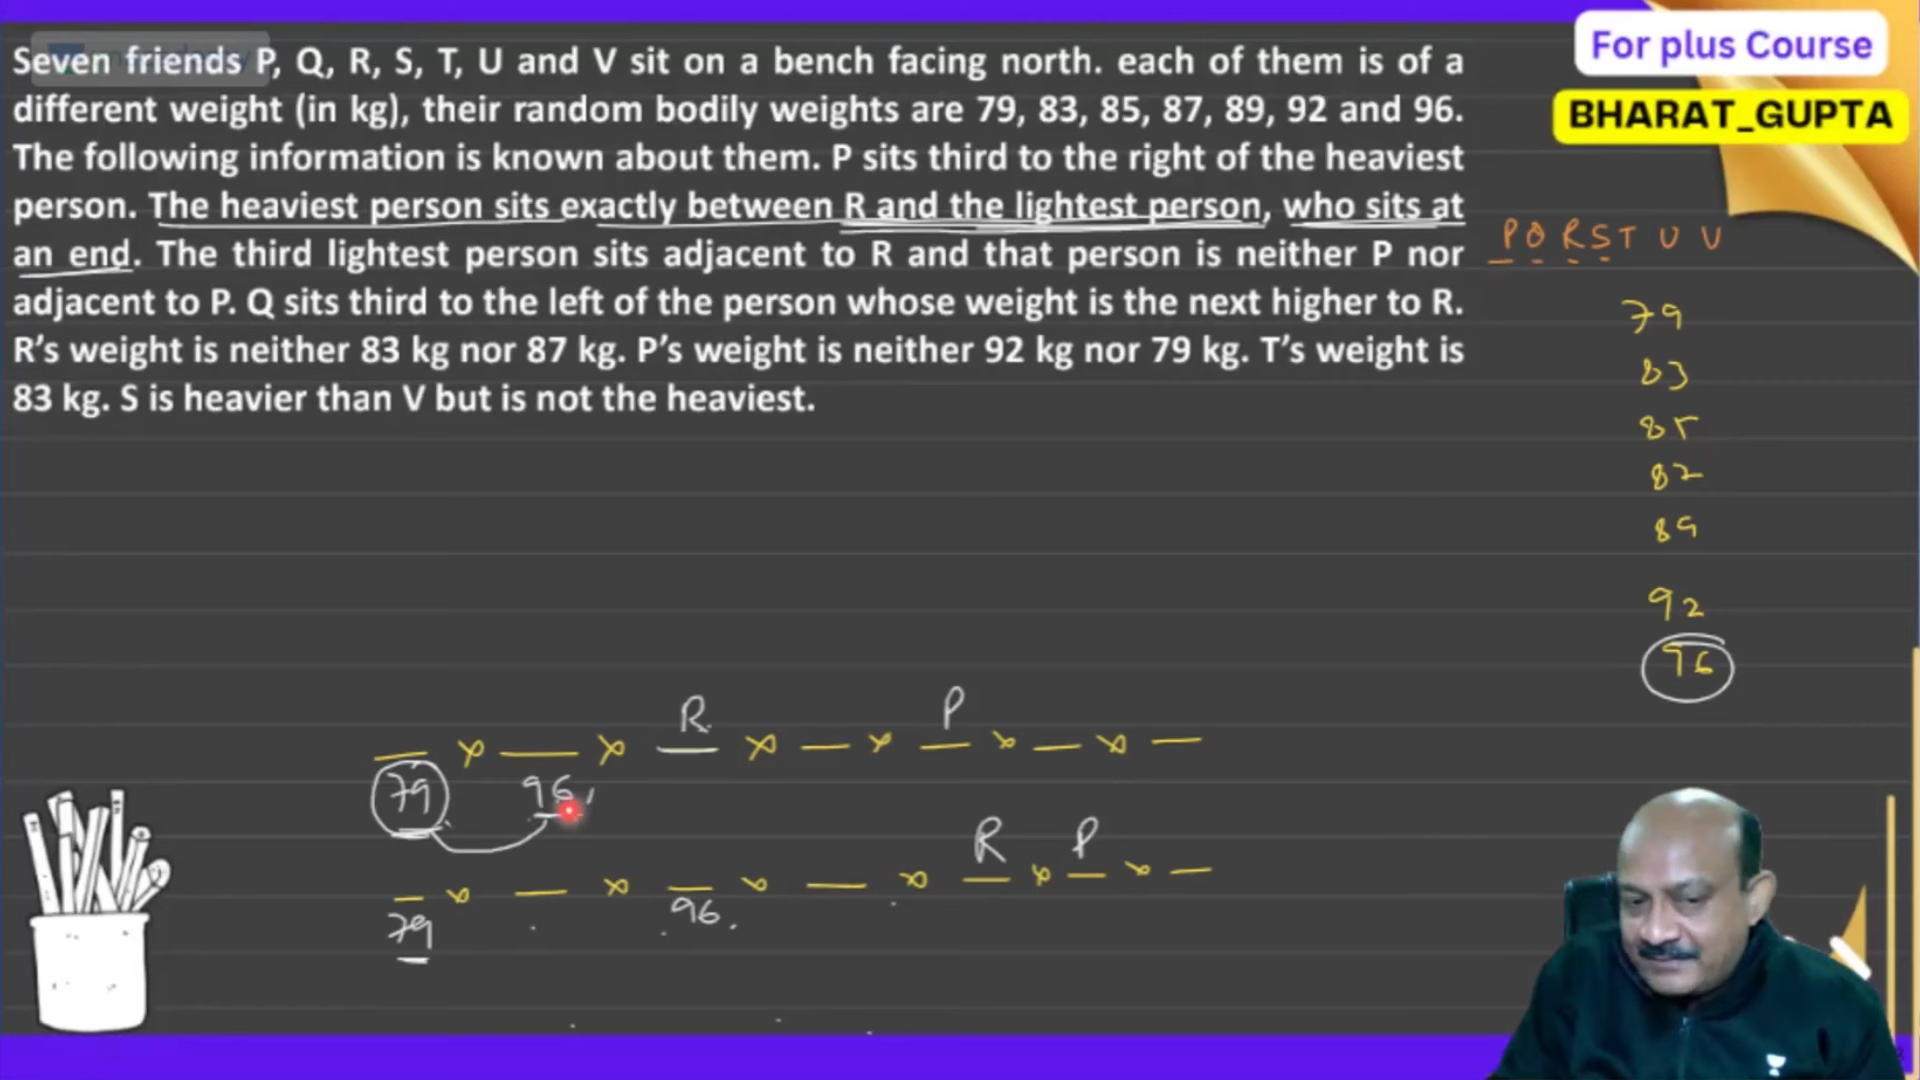 Seven friends P, Q, R, S, T, U and V sit on a bench facing north. each of them is of a
different weight (in kg), their random bodily weights are 79, 83, 85, 87, 89, 92 and 96.
The following information is known about them. P sits third to the right of the heaviest
person. The heaviest person sits exactly between R and the lightest person, who sits at
an end. The third lightest person sits adjacent to R and that person is neither P nor
adjacent to P. Q sits third to the left of the person whose weight is the next higher to R.
R's weight is neither 83 kg nor 87 kg. P's weight is neither 92 kg nor 79 kg. T's weight is
83 kg. S is heavier than V but is not the heaviest.
For plus Course
BHARAT_GUPTA
P Q R S T U V
79
83
85
87
89
92
96
R P
79 96
R P
79 96